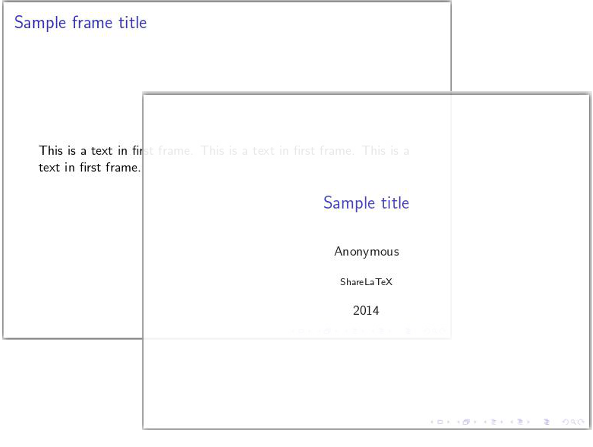 Sample frame title
This is a text in first frame. This is a text in first frame. This is a
text in first frame.
Sample title
Anonymous
ShareLaTeX
2014